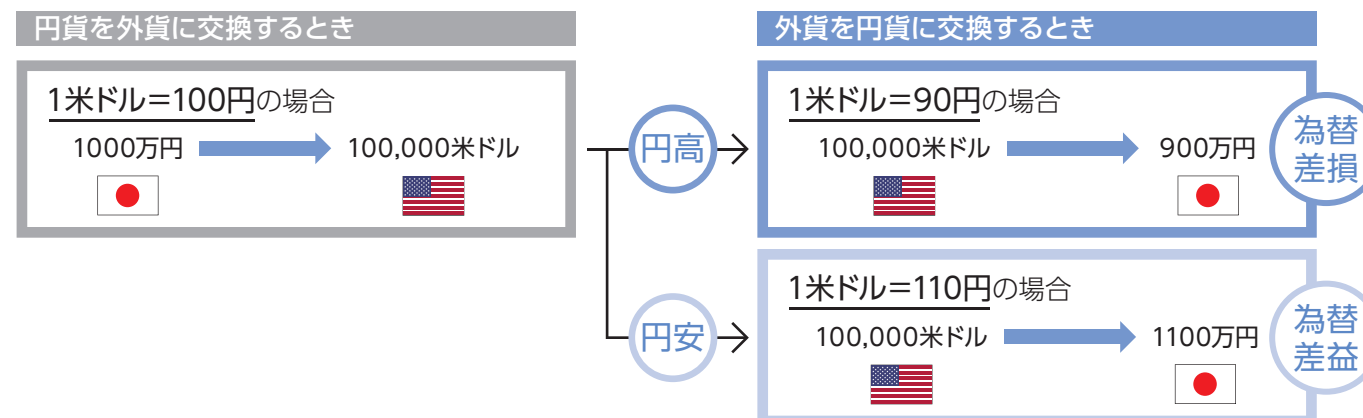 円貨を外貨に交換するとき
1米ドル＝100円の場合
1000万円
100,000米ドル
円高
円安
外貨を円貨に交換するとき
1米ドル＝90円の場合
100,000米ドル
900万円
為替
差損
1米ドル＝110円の場合
100,000米ドル
1100万円
為替
差益